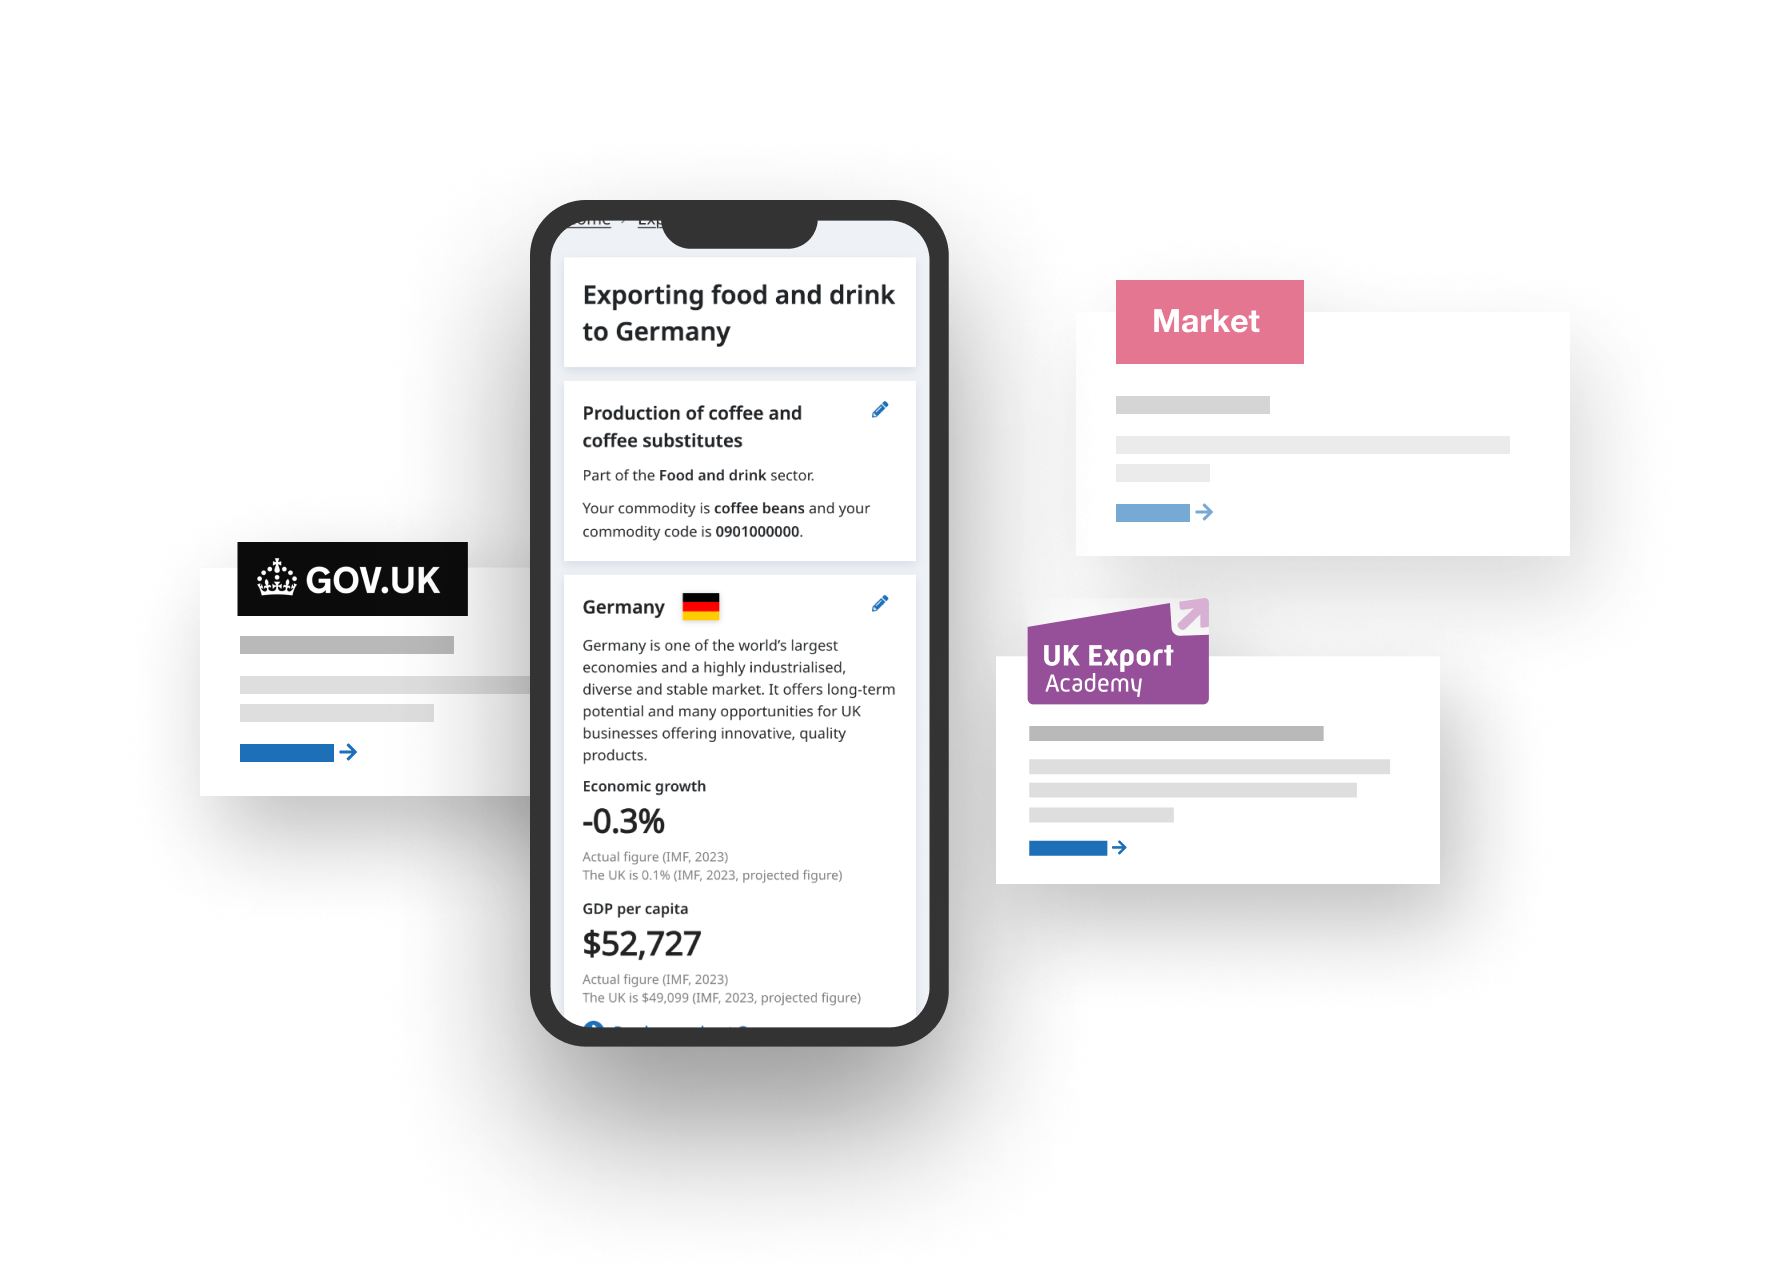 Exporting food and drink
to Germany
Production of coffee and
coffee substitutes
Part of the Food and drink sector.
Your commodity is coffee beans and your
commodity code is 0901000000.
Germany
Germany is one of the world’s largest
economies and a highly industrialised,
diverse and stable market. It offers long-term
potential and many opportunities for UK
businesses offering innovative, quality
products.
Economic growth
-0.3%
Actual figure (IMF, 2023)
The UK is 0.1% (IMF, 2023, projected figure)
GDP per capita
$52,727
Actual figure (IMF, 2023)
The UK is $49,099 (IMF, 2023, projected figure)
GOV.UK
Market
UK Export
Academy